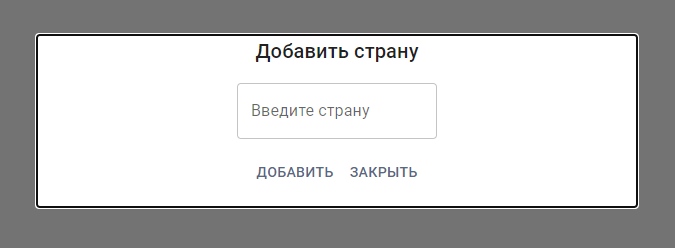 Добавить страну
Введите страну
ДОБАВИТЬ ЗАКРЫТЬ